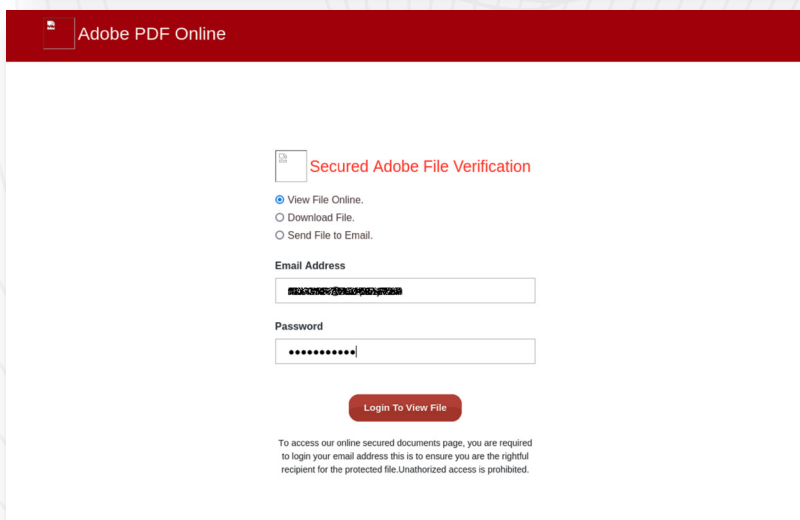 Adobe PDF Online
Secured Adobe File Verification
View File Online.
Download File.
Send File to Email.
Email Address
Password
Login To View File
To access our online secured documents page, you are required
to login your email address this is to ensure you are the rightful
recipient for the protected file.Unathorized access is prohibited.